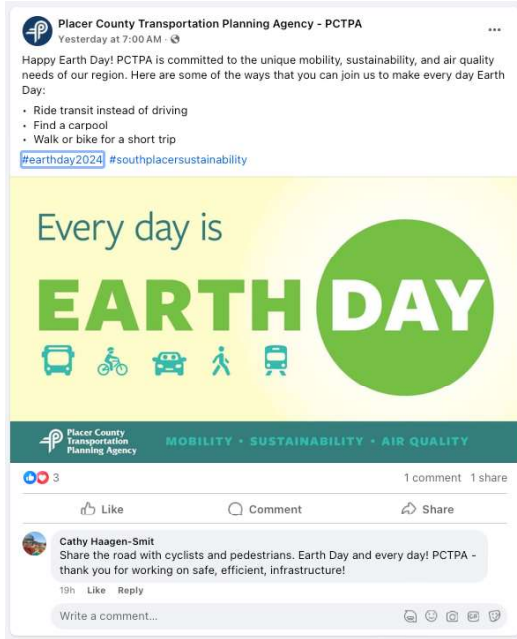 Placer County Transportation Planning Agency - PCTPA
Yesterday at 7:00 AM ·
Happy Earth Day! PCTPA is committed to the unique mobility, sustainability, and air quality
needs of our region. Here are some of the ways that you can join us to make every day Earth
Day:
• Ride transit instead of driving
• Find a carpool
• Walk or bike for a short trip
#earthday2024 #southplacersustainability
Every day is
EARTH DAY
Placer County
Transportation
Planning Agency
MOBILITY • SUSTAINABILITY • AIR QUALITY
3
1 comment 1 share
Like Comment Share
Cathy Haagen-Smit
Share the road with cyclists and pedestrians. Earth Day and every day! PCTPA -
thank you for working on safe, efficient, infrastructure!
19h Like Reply
Write a comment...